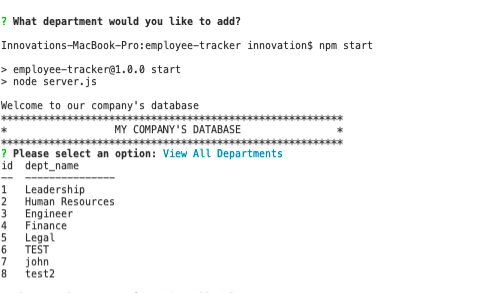 ? What department would you like to add?
Innovations-MacBook-Pro:employee-tracker innovation$ npm start
> employee-tracker@1.0.0 start
> node server.js
Welcome to our company's database
*********************************************************
* MY COMPANY'S DATABASE *
*********************************************************
? Please select an option: View All Departments
id dept_name
-- ---------------
1 Leadership
2 Human Resources
3 Engineer
4 Finance
5 Legal
6 TEST
7 john
8 test2